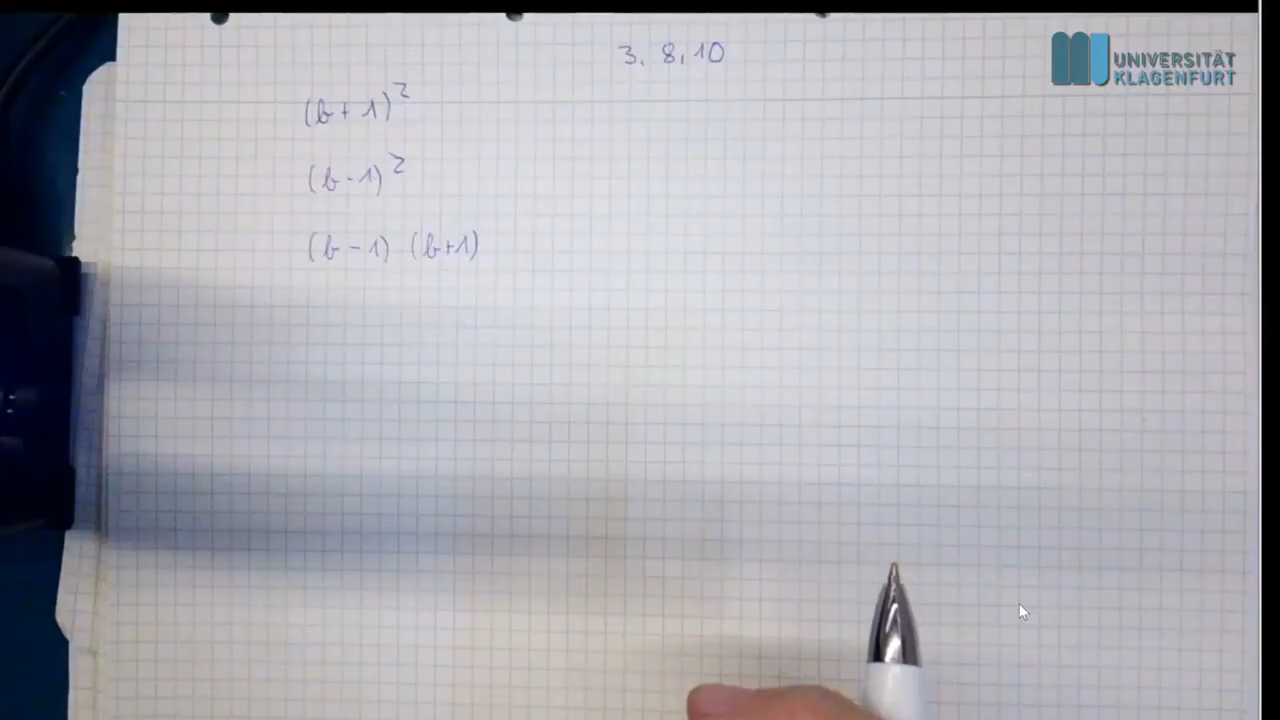 3, 8, 10
UNIVERSITÄT
KLAGENFURT
(b+1)²
(b-1)²
(b-1) (b+1)